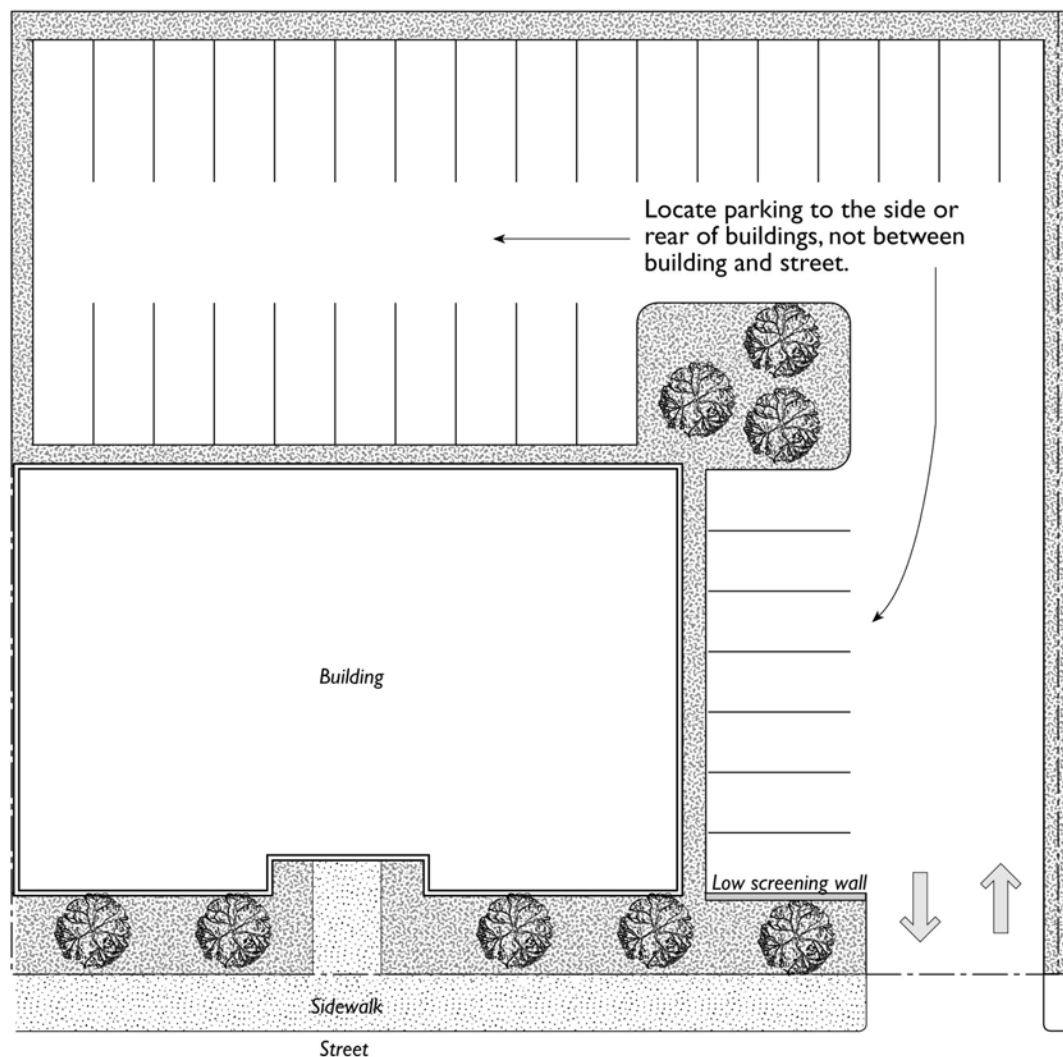 Locate parking to the side or
rear of buildings, not between
building and street.
Building
Low screening wall
Sidewalk
Street